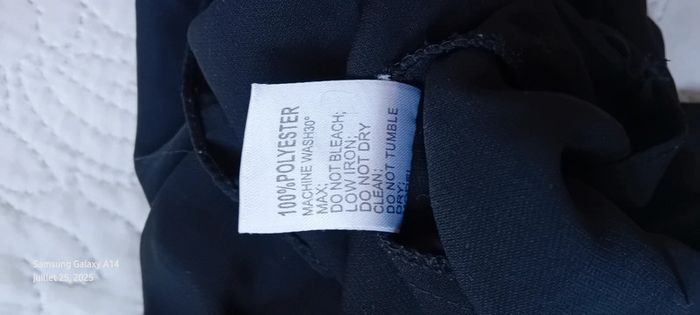 100%POLYESTER
MACHINE WASH30°
MAX;
DO NOT BLEACH;
LOW IRON;
DO NOT DRY
CLEAN;
DO NOT TUMBLE
DRY;
Samsung Galaxy A14
juillet 25, 2025